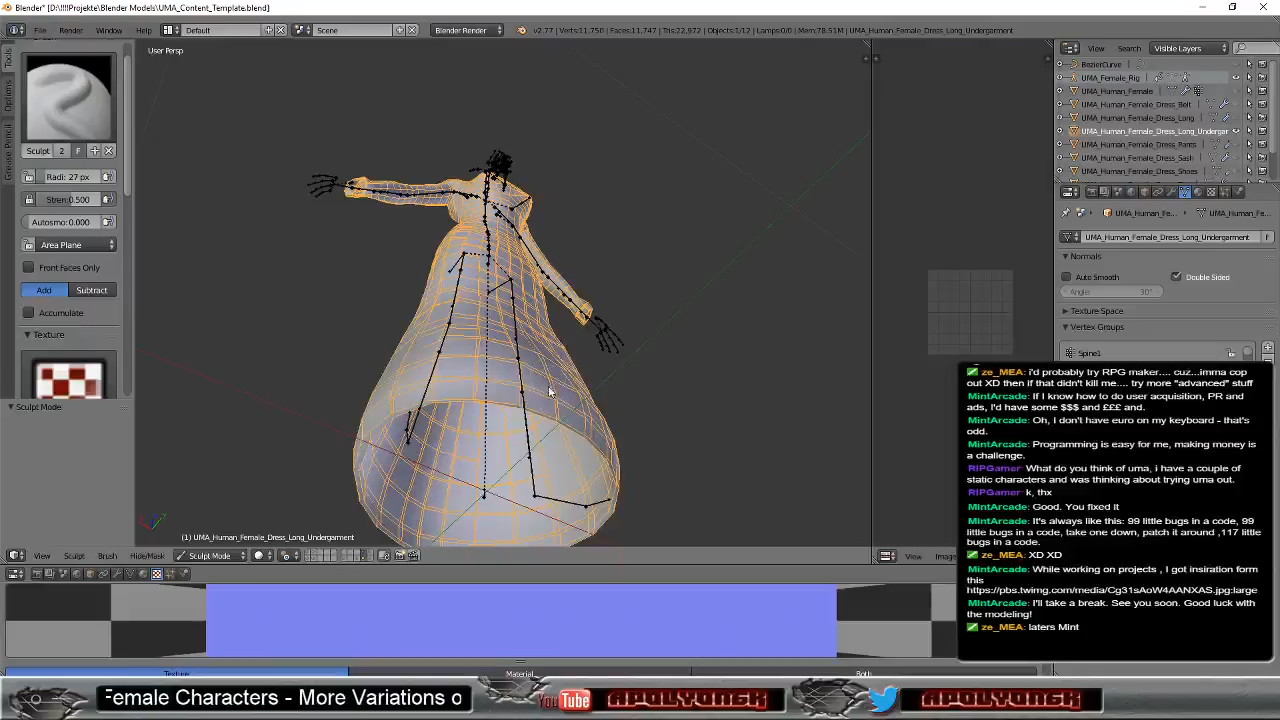 Blender* [D:\!!!!Projekte\Blender Models\UMA_Content_Template.blend]
File Render Window Help Default Scene Blender Render v2.77 | Verts:11,750 | Faces:11,747 | Tris:22,972 | Objects:1/12 | Lamps:0/0 | Mem:78.51M | UMA_Human_Female_Dress_Long_Undergarment
User Persp
View Search Visible Layers
BezierCurve
UMA_Female_Rig
UMA_Human_Female
UMA_Human_Female_Dress_Belt
UMA_Human_Female_Dress_Long
UMA_Human_Female_Dress_Long_Undergar
UMA_Human_Female_Dress_Pants
UMA_Human_Female_Dress_Sash
UMA_Human_Female_Dress_Shoes
Tools
Options
Grease Pencil
Sculpt 2 F
Radi: 27 px
Stren:0.500
Autosmo:0.000
Area Plane
Front Faces Only
Add Subtract
Accumulate
Texture
Sculpt Mode
UMA_Human_Fe... UMA_Human_Fe...
UMA_Human_Female_Dress_Long_Undergarment F
Normals
Auto Smooth Double Sided
Angle: 30°
Texture Space
Vertex Groups
Spine1
ze_MEA: i'd probably try RPG maker.... cuz...imma cop
out XD then if that didn't kill me.... try more "advanced" stuff
MintArcade: If I know how to do user acquisition, PR and
ads, I'd have some $$$ and £££ and.
MintArcade: Oh, I don't have euro on my keyboard - that's
odd.
MintArcade: Programming is easy for me, making money is
a challenge.
RIPGamer: What do you think of uma, i have a couple of
static characters and was thinking about trying uma out.
RIPGamer: k, thx
MintArcade: Good. You fixed it
MintArcade: It's always like this: 99 little bugs in a code, 99
little bugs in a code, take one down, patch it around ,117 little
bugs in a code.
ze_MEA: XD XD
MintArcade: While working on projects , I got insiration form
this
https://pbs.twimg.com/media/Cg31sAoW4AANXAS.jpg:large
MintArcade: I'll take a break. See you soon. Good luck with
the modeling!
ze_MEA: laters Mint
(1) UMA_Human_Female_Dress_Long_Undergarment
View Sculpt Brush Hide/Mask Sculpt Mode
View Imag
Texture Material Both
Female Characters - More Variations o
YouTube APOLYONGK APOLYONGK